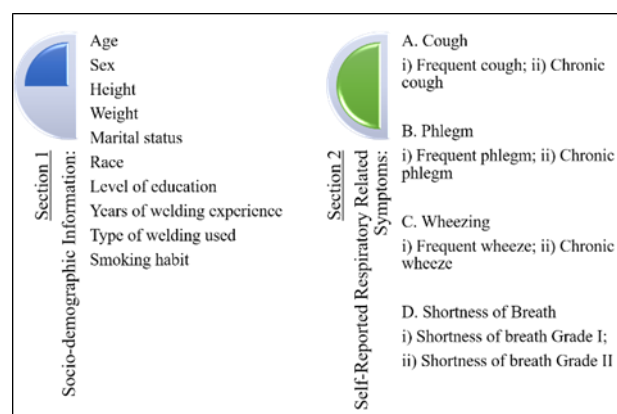 Section 1
Socio-demographic Information:
Age
Sex
Height
Weight
Marital status
Race
Level of education
Years of welding experience
Type of welding used
Smoking habit
Section 2
Self-Reported Respiratory Related
Symptoms:
A. Cough
i) Frequent cough; ii) Chronic
cough
B. Phlegm
i) Frequent phlegm; ii) Chronic
phlegm
C. Wheezing
i) Frequent wheeze; ii) Chronic
wheeze
D. Shortness of Breath
i) Shortness of breath Grade I;
ii) Shortness of breath Grade II